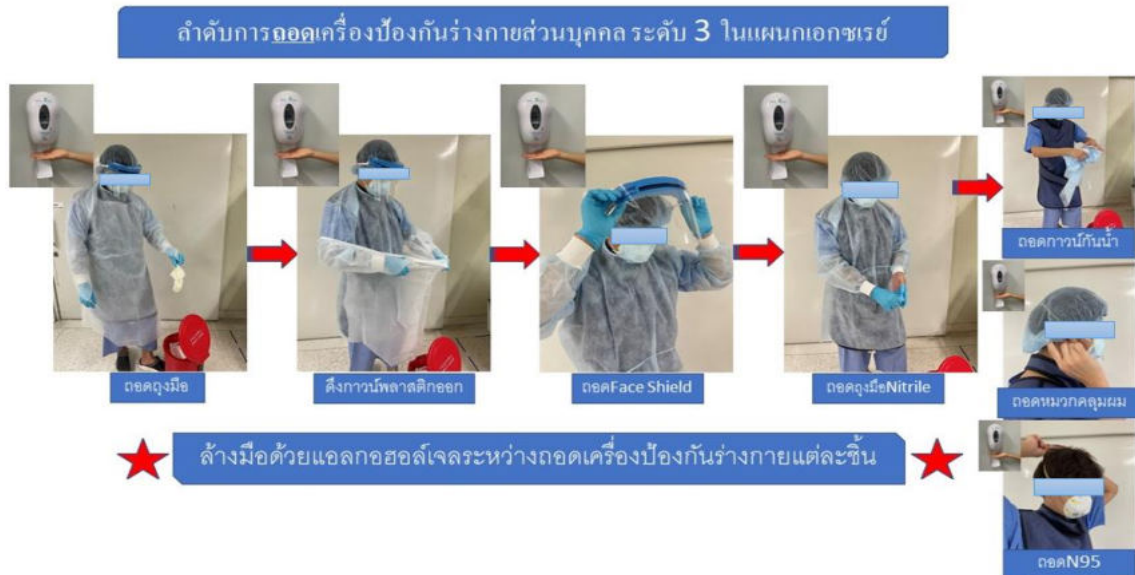 ลำดับการถอดเครื่องป้องกันร่างกายส่วนบุคคล ระดับ 3 ในแผนกเอกซเรย์
ถอดถุงมือ
ดึงกาวน์พลาสติกออก
ถอดFace Shield
ถอดถุงมือNitrile
ถอดกาวน์กันน้ำ
ถอดหมวกคลุมผม
ถอดN95
ล้างมือด้วยแอลกอฮอล์เจลระหว่างถอดเครื่องป้องกันร่างกายแต่ละชิ้น